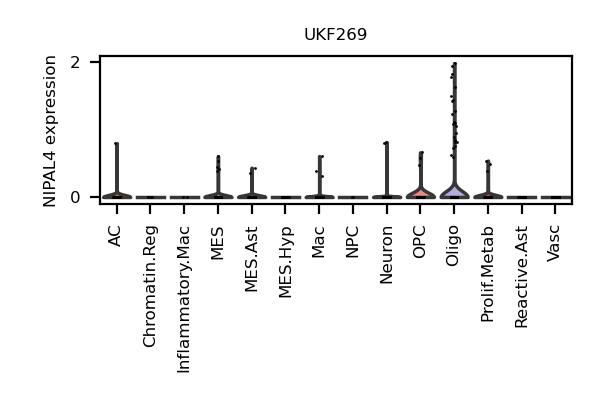 UKF269
NIPAL4 expression
2
0
AC
Chromatin.Reg
Inflammatory.Mac
MES
MES.Ast
MES.Hyp
Mac
NPC
Neuron
OPC
Oligo
Prolif.Metab
Reactive.Ast
Vasc